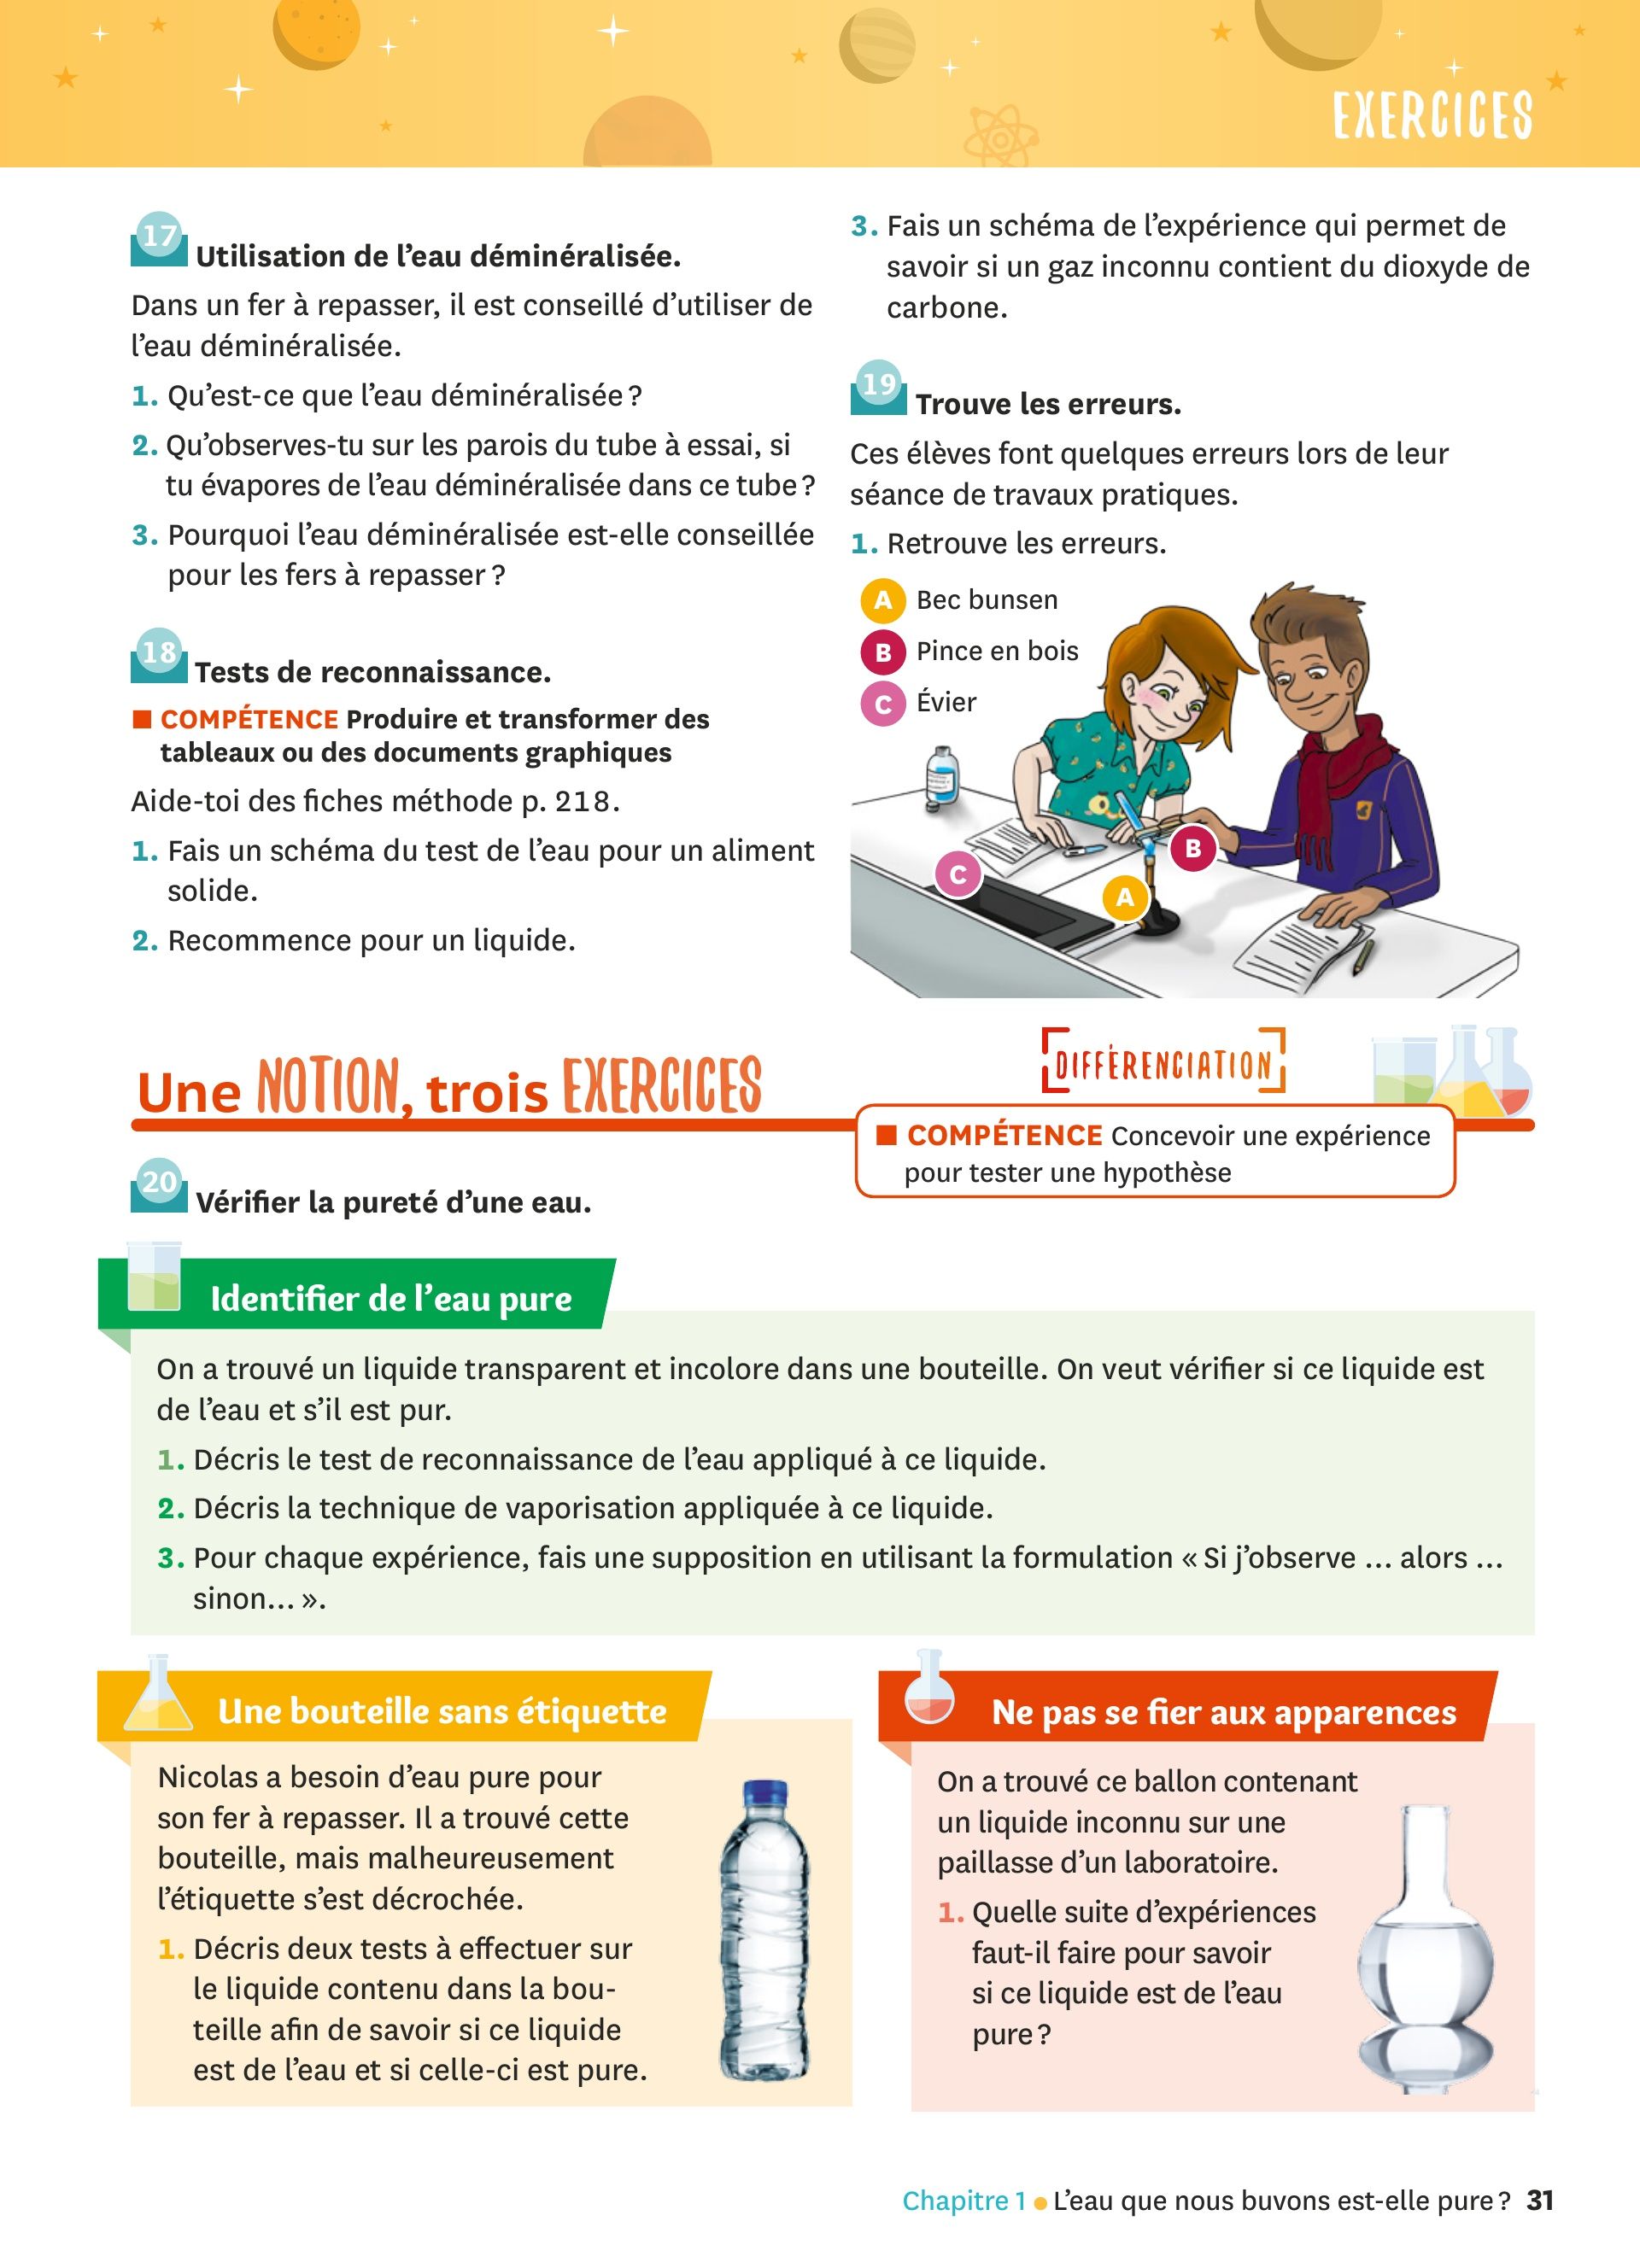 EXERCICES
17 Utilisation de l’eau déminéralisée.
Dans un fer à repasser, il est conseillé d’utiliser de
l’eau déminéralisée.
1. Qu’est-ce que l’eau déminéralisée ?
2. Qu’observes-tu sur les parois du tube à essai, si
tu évapores de l’eau déminéralisée dans ce tube ?
3. Pourquoi l’eau déminéralisée est-elle conseillée
pour les fers à repasser ?
18 Tests de reconnaissance.
COMPÉTENCE Produire et transformer des
tableaux ou des documents graphiques
Aide-toi des fiches méthode p. 218.
1. Fais un schéma du test de l’eau pour un aliment
solide.
2. Recommence pour un liquide.
3. Fais un schéma de l’expérience qui permet de
savoir si un gaz inconnu contient du dioxyde de
carbone.
19 Trouve les erreurs.
Ces élèves font quelques erreurs lors de leur
séance de travaux pratiques.
1. Retrouve les erreurs.
A Bec bunsen
B Pince en bois
C Évier
B
C
A
Une NOTION, trois EXERCICES
DIFFÉRENCIATION
COMPÉTENCE Concevoir une expérience
pour tester une hypothèse
20 Vérifier la pureté d’une eau.
Identifier de l’eau pure
On a trouvé un liquide transparent et incolore dans une bouteille. On veut vérifier si ce liquide est
de l’eau et s’il est pur.
1. Décris le test de reconnaissance de l’eau appliqué à ce liquide.
2. Décris la technique de vaporisation appliquée à ce liquide.
3. Pour chaque expérience, fais une supposition en utilisant la formulation « Si j’observe … alors …
sinon… ».
Une bouteille sans étiquette
Nicolas a besoin d’eau pure pour
son fer à repasser. Il a trouvé cette
bouteille, mais malheureusement
l’étiquette s’est décrochée.
1. Décris deux tests à effectuer sur
le liquide contenu dans la bou-
teille afin de savoir si ce liquide
est de l’eau et si celle-ci est pure.
Ne pas se fier aux apparences
On a trouvé ce ballon contenant
un liquide inconnu sur une
paillasse d’un laboratoire.
1. Quelle suite d’expériences
faut-il faire pour savoir
si ce liquide est de l’eau
pure ?
Chapitre 1 • L’eau que nous buvons est-elle pure ? 31